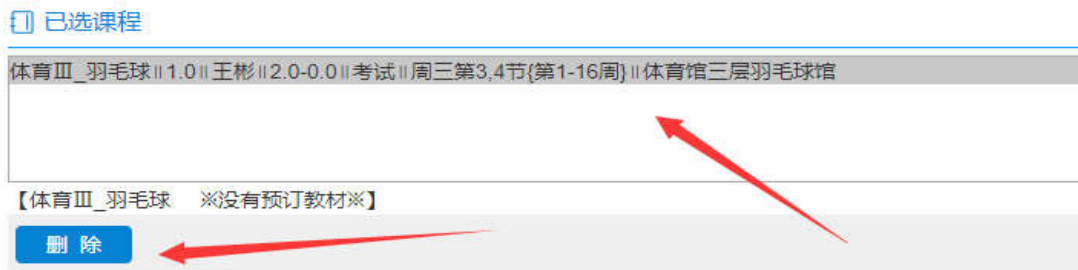 已选课程
体育Ⅲ_羽毛球॥1.0॥王彬॥2.0-0.0॥考试॥周三第3,4节{第1-16周}॥体育馆三层羽毛球馆
【体育Ⅲ_羽毛球 ※没有预订教材※】
删 除